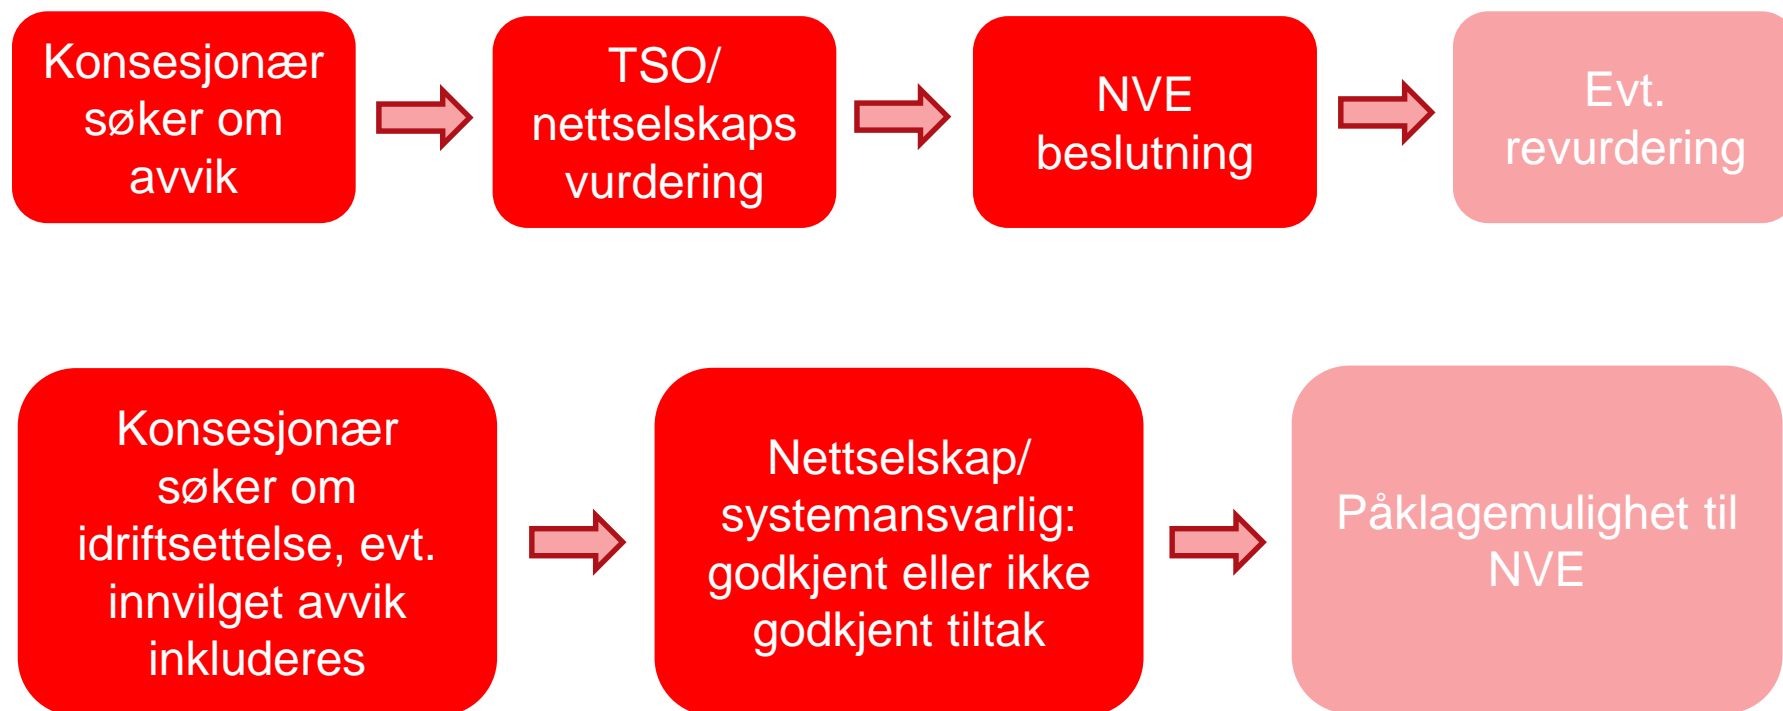 Konsesjonær
søker om
avvik
TSO/
nettselskaps
vurdering
NVE
beslutning
Evt.
revurdering
Konsesjonær
søker om
idriftsettelse, evt.
innvilget avvik
inkluderes
Nettselskap/
systemansvarlig:
godkjent eller ikke
godkjent tiltak
Påklagemulighet til
NVE